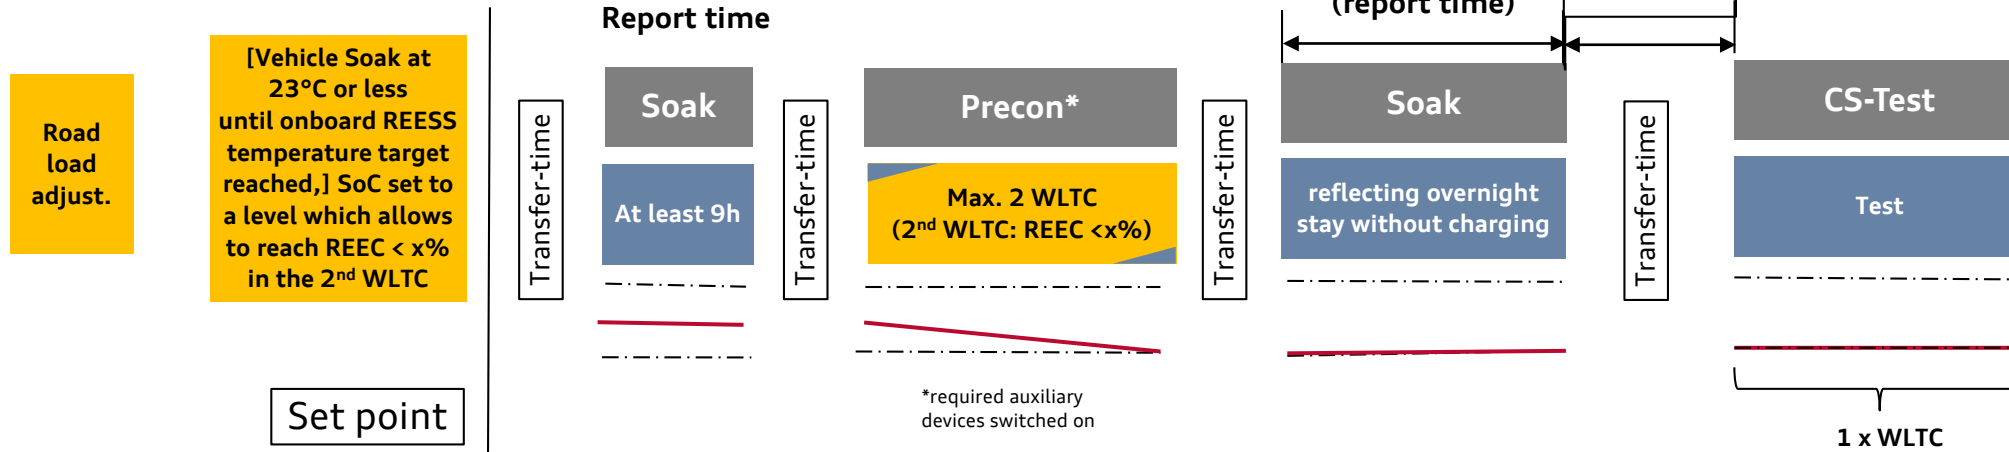 Report time
(report time)
Road
load
adjust.
[Vehicle Soak at
23°C or less
until onboard REESS
temperature target
reached,] SoC set to
a level which allows
to reach REEC < x%
in the 2nd WLTC
Set point
Transfer-time
Soak
At least 9h
Transfer-time
Precon*
Max. 2 WLTC
(2nd WLTC: REEC <x%)
*required auxiliary
devices switched on
Transfer-time
Soak
reflecting overnight
stay without charging
Transfer-time
CS-Test
Test
1 x WLTC